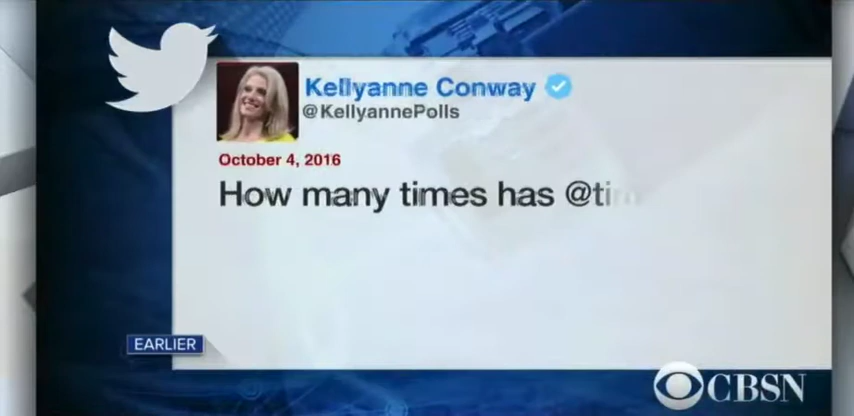 Kellyanne Conway
@KellyannePolls
October 4, 2016
How many times has
EARLIER
CBSN